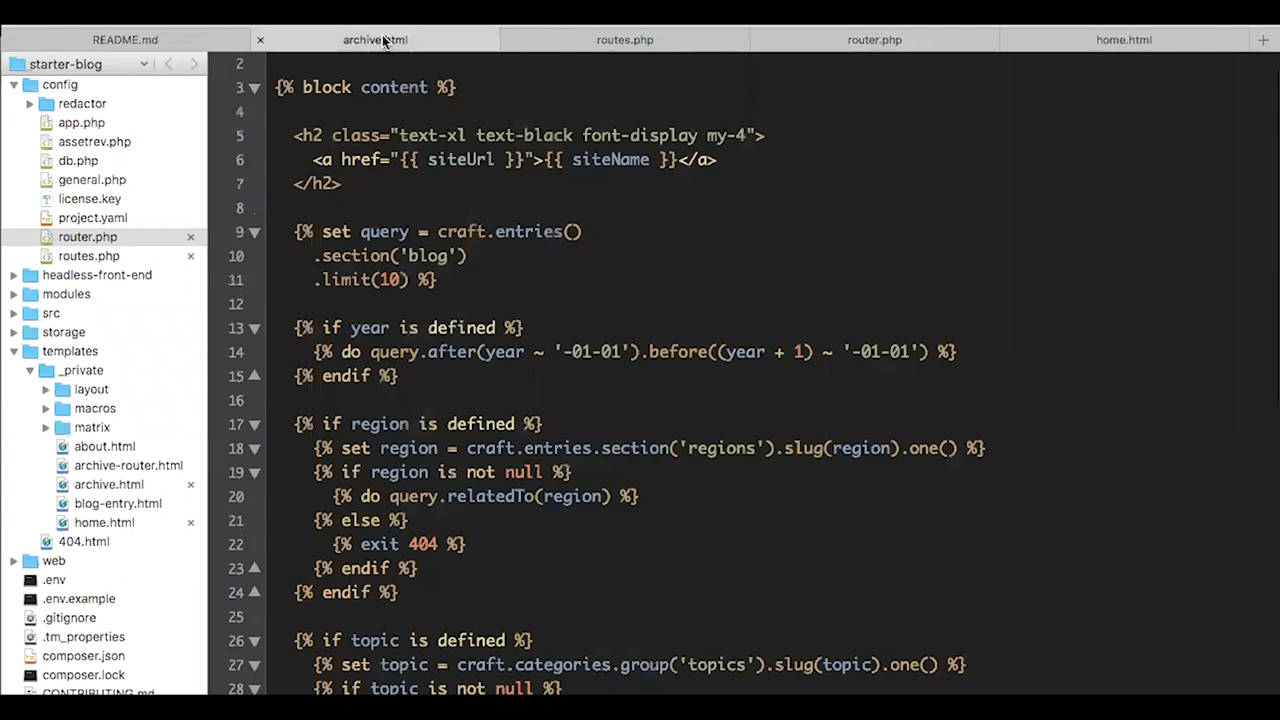 README.md
archive.html
routes.php
router.php
home.html
starter-blog
config
redactor
app.php
assetrev.php
db.php
general.php
license.key
project.yaml
router.php
routes.php
headless-front-end
modules
src
storage
templates
_private
layout
macros
matrix
about.html
archive-router.html
archive.html
blog-entry.html
home.html
404.html
web
.env
.env.example
.gitignore
.tm_properties
composer.json
composer.lock
CONTRIBUTING.md
2
3 {% block content %}
4
5 <h2 class="text-xl text-black font-display my-4">
6 <a href="{{ siteUrl }}">{{ siteName }}</a>
7 </h2>
8
9 {% set query = craft.entries()
10 .section('blog')
11 .limit(10) %}
12
13 {% if year is defined %}
14 {% do query.after(year ~ '-01-01').before((year + 1) ~ '-01-01') %}
15 {% endif %}
16
17 {% if region is defined %}
18 {% set region = craft.entries.section('regions').slug(region).one() %}
19 {% if region is not null %}
20 {% do query.relatedTo(region) %}
21 {% else %}
22 {% exit 404 %}
23 {% endif %}
24 {% endif %}
25
26 {% if topic is defined %}
27 {% set topic = craft.categories.group('topics').slug(topic).one() %}
28 {% if topic is not null %}